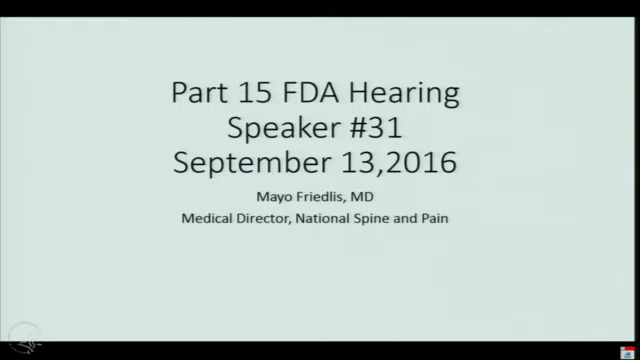 Part 15 FDA Hearing
Speaker #31
September 13,2016
Mayo Friedlis, MD
Medical Director, National Spine and Pain